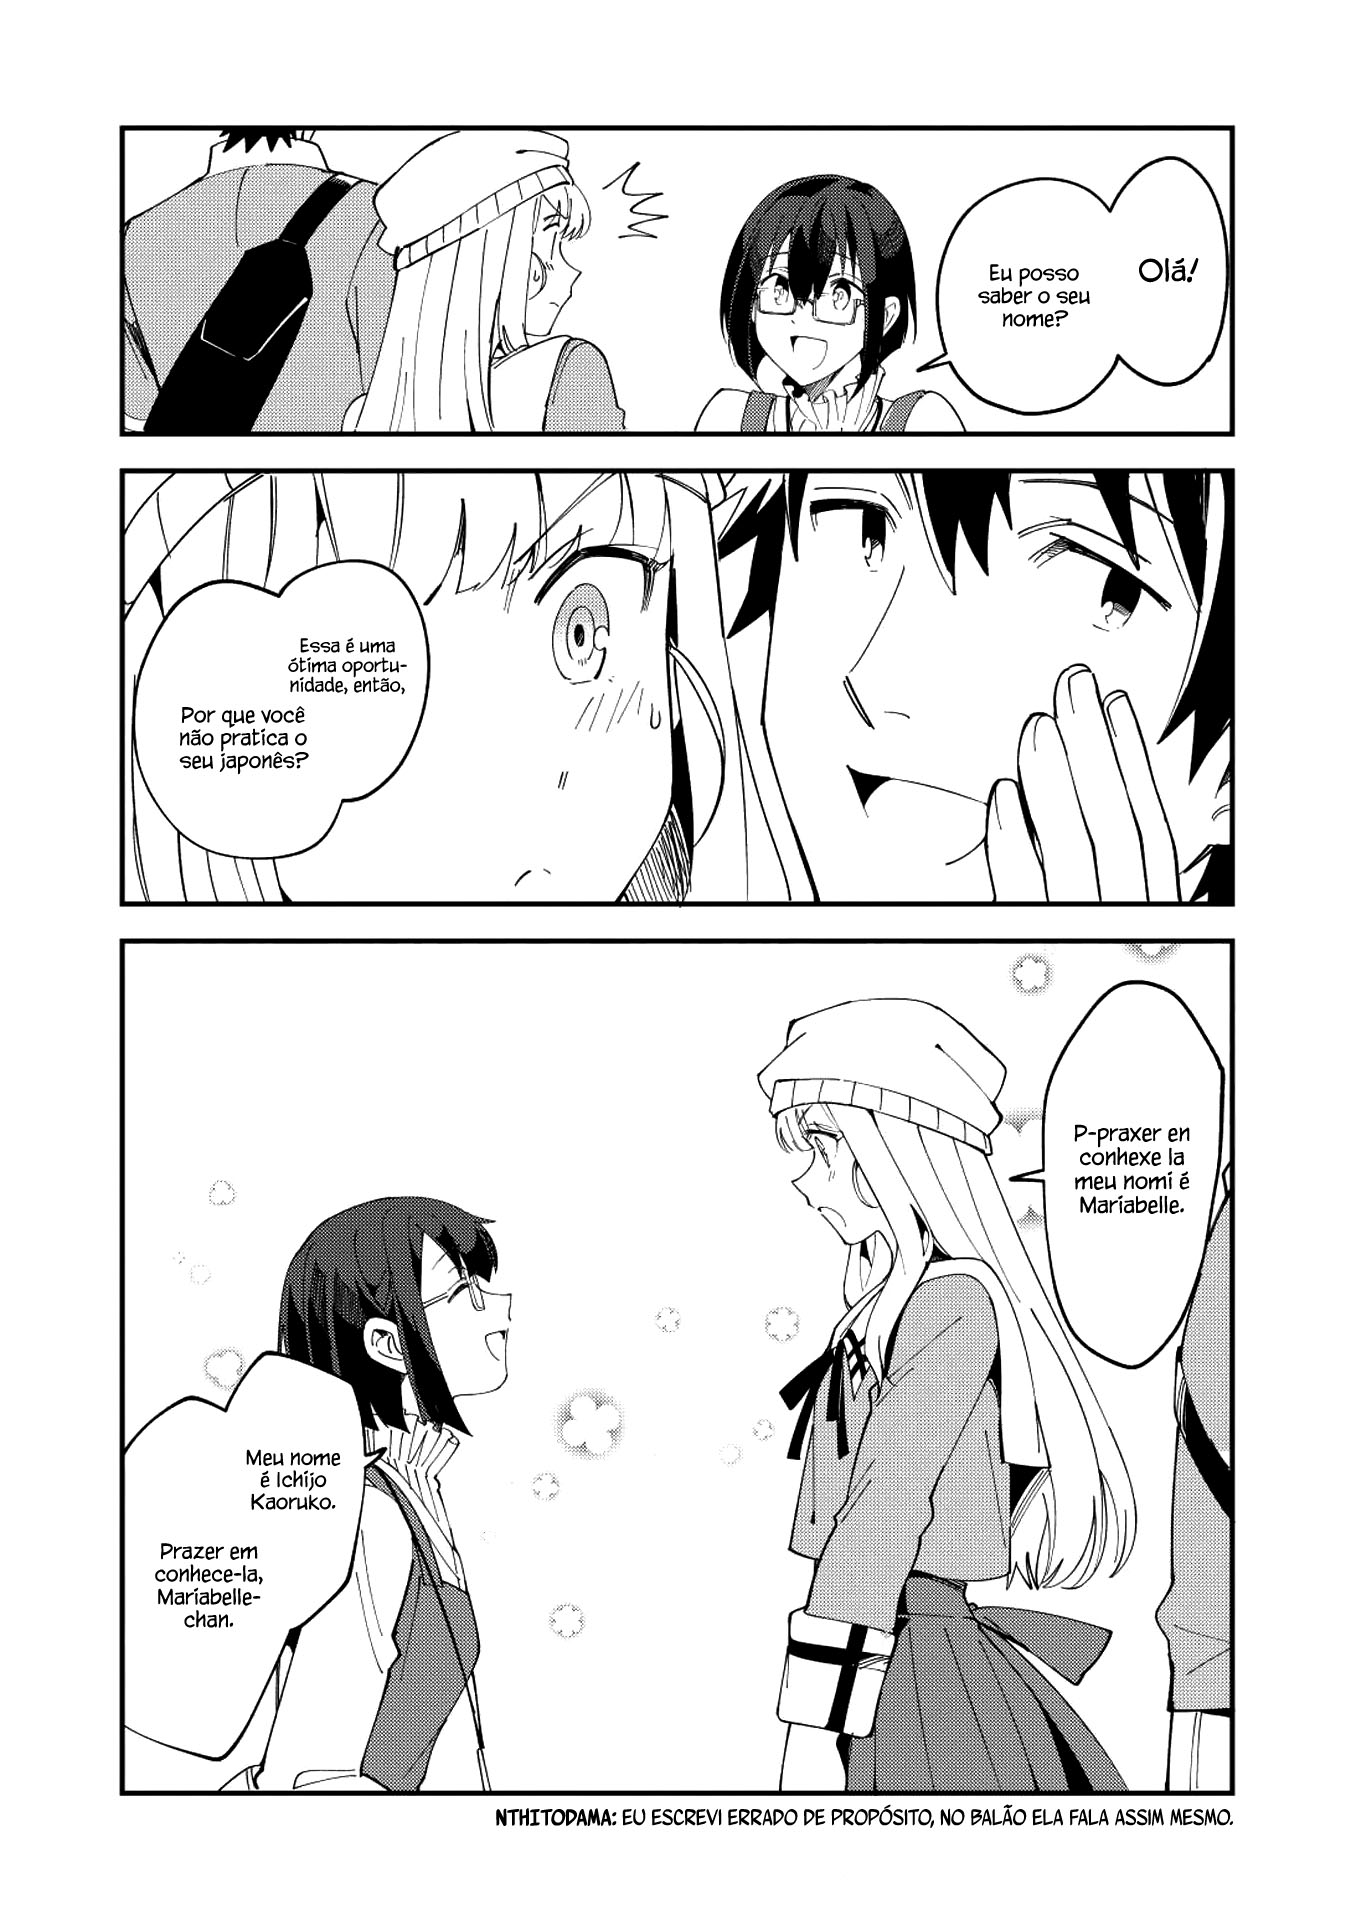 Olá!
Eu posso
saber o seu
nome?
Essa é uma
ótima oportu-
nidade, então,
Por que você
não pratica o
seu japonês?
P-praxer en
conhexe la
meu nomi é
Mariabelle.
Meu nome
é Ichijo
Kaoruko.
Prazer em
conhece-la,
Mariabelle-
chan.
NTHITODAMA: EU ESCREVI ERRADO DE PROPÓSITO, NO BALÃO ELA FALA ASSIM MESMO.